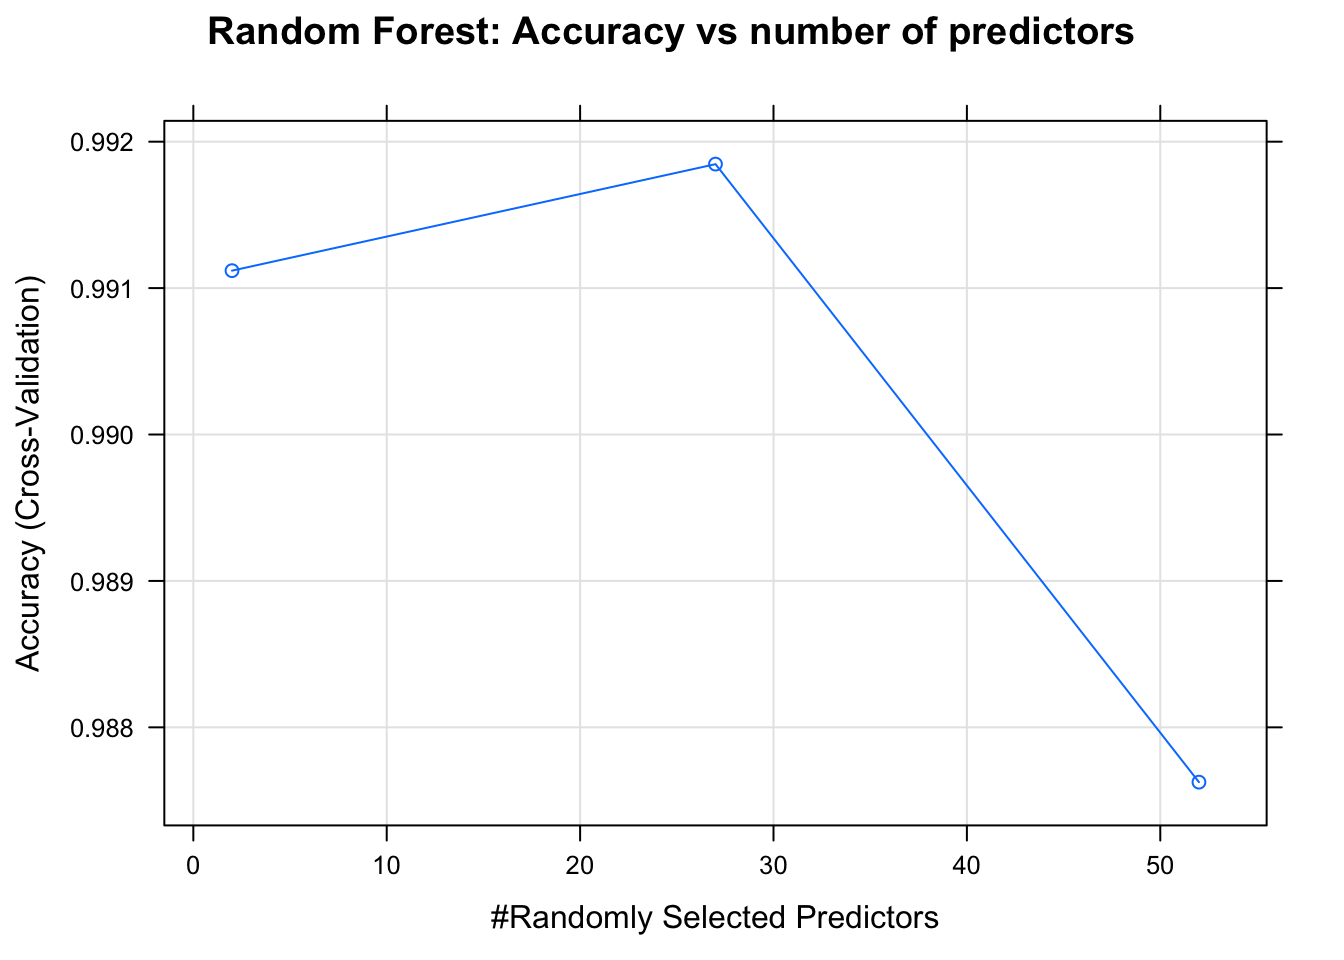 Random Forest: Accuracy vs number of predictors
0.992
0.991
0.990
0.989
0.988
Accuracy (Cross-Validation)
0 10 20 30 40 50
#Randomly Selected Predictors